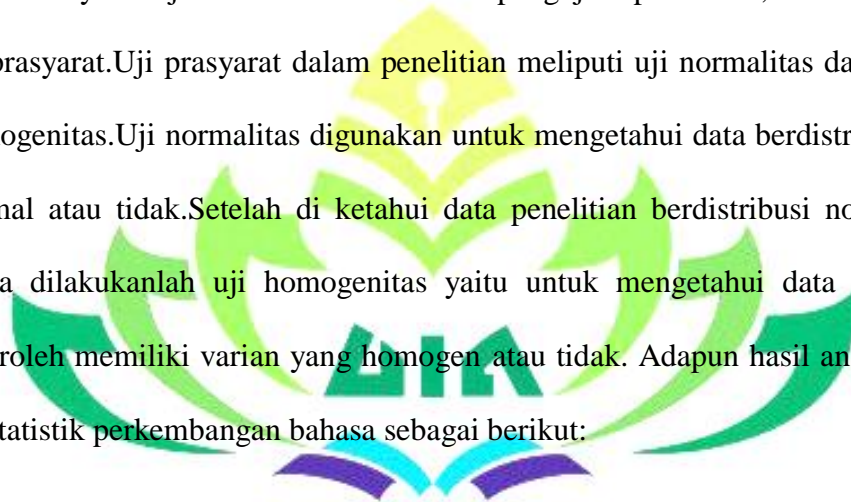 prasyarat.Uji prasyarat dalam penelitian meliputi uji normalitas da
ogenitas.Uji normalitas digunakan untuk mengetahui data berdistr
nal atau tidak.Setelah di ketahui data penelitian berdistribusi no
a dilakukanlah uji homogenitas yaitu untuk mengetahui data
roleh memiliki varian yang homogen atau tidak. Adapun hasil an
tatistik perkembangan bahasa sebagai berikut: